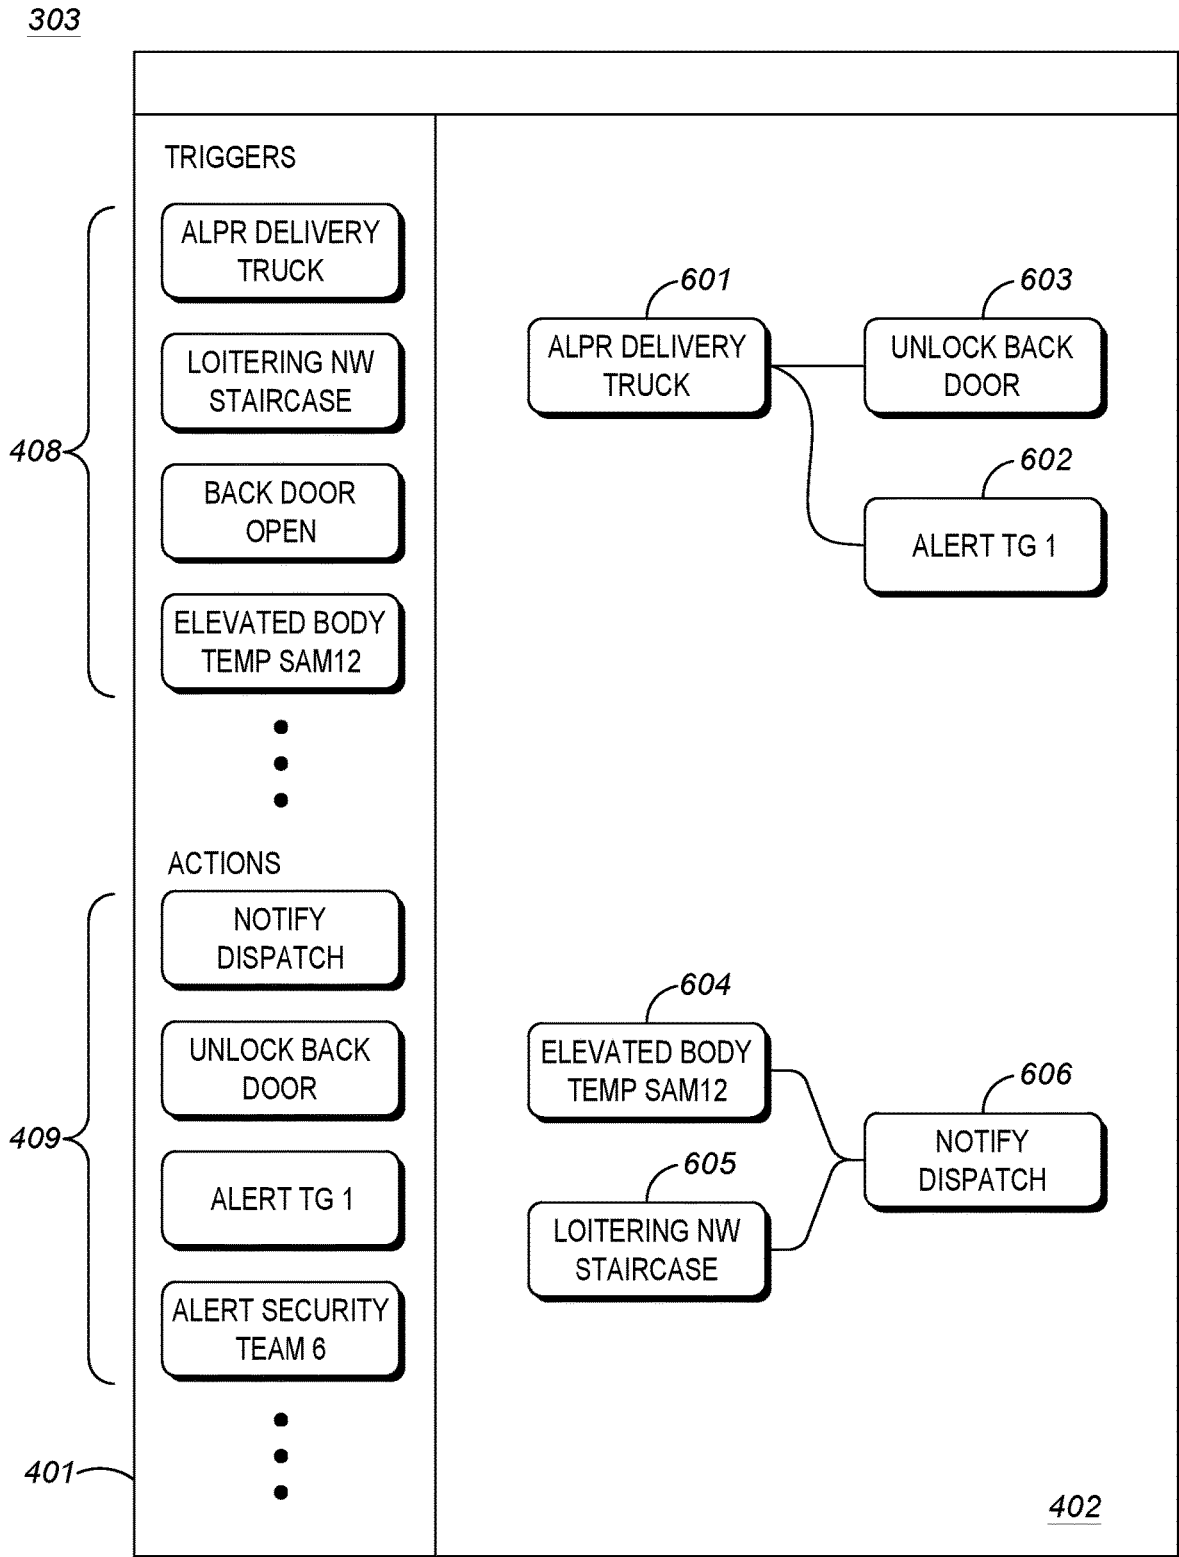 303
TRIGGERS
ALPR DELIVERY
TRUCK
LOITERING NW
STAIRCASE
BACK DOOR
OPEN
ELEVATED BODY
TEMP SAM12
408
ACTIONS
NOTIFY
DISPATCH
UNLOCK BACK
DOOR
ALERT TG 1
ALERT SECURITY
TEAM 6
409
401
601
ALPR DELIVERY
TRUCK
603
UNLOCK BACK
DOOR
602
ALERT TG 1
604
ELEVATED BODY
TEMP SAM12
605
LOITERING NW
STAIRCASE
606
NOTIFY
DISPATCH
402